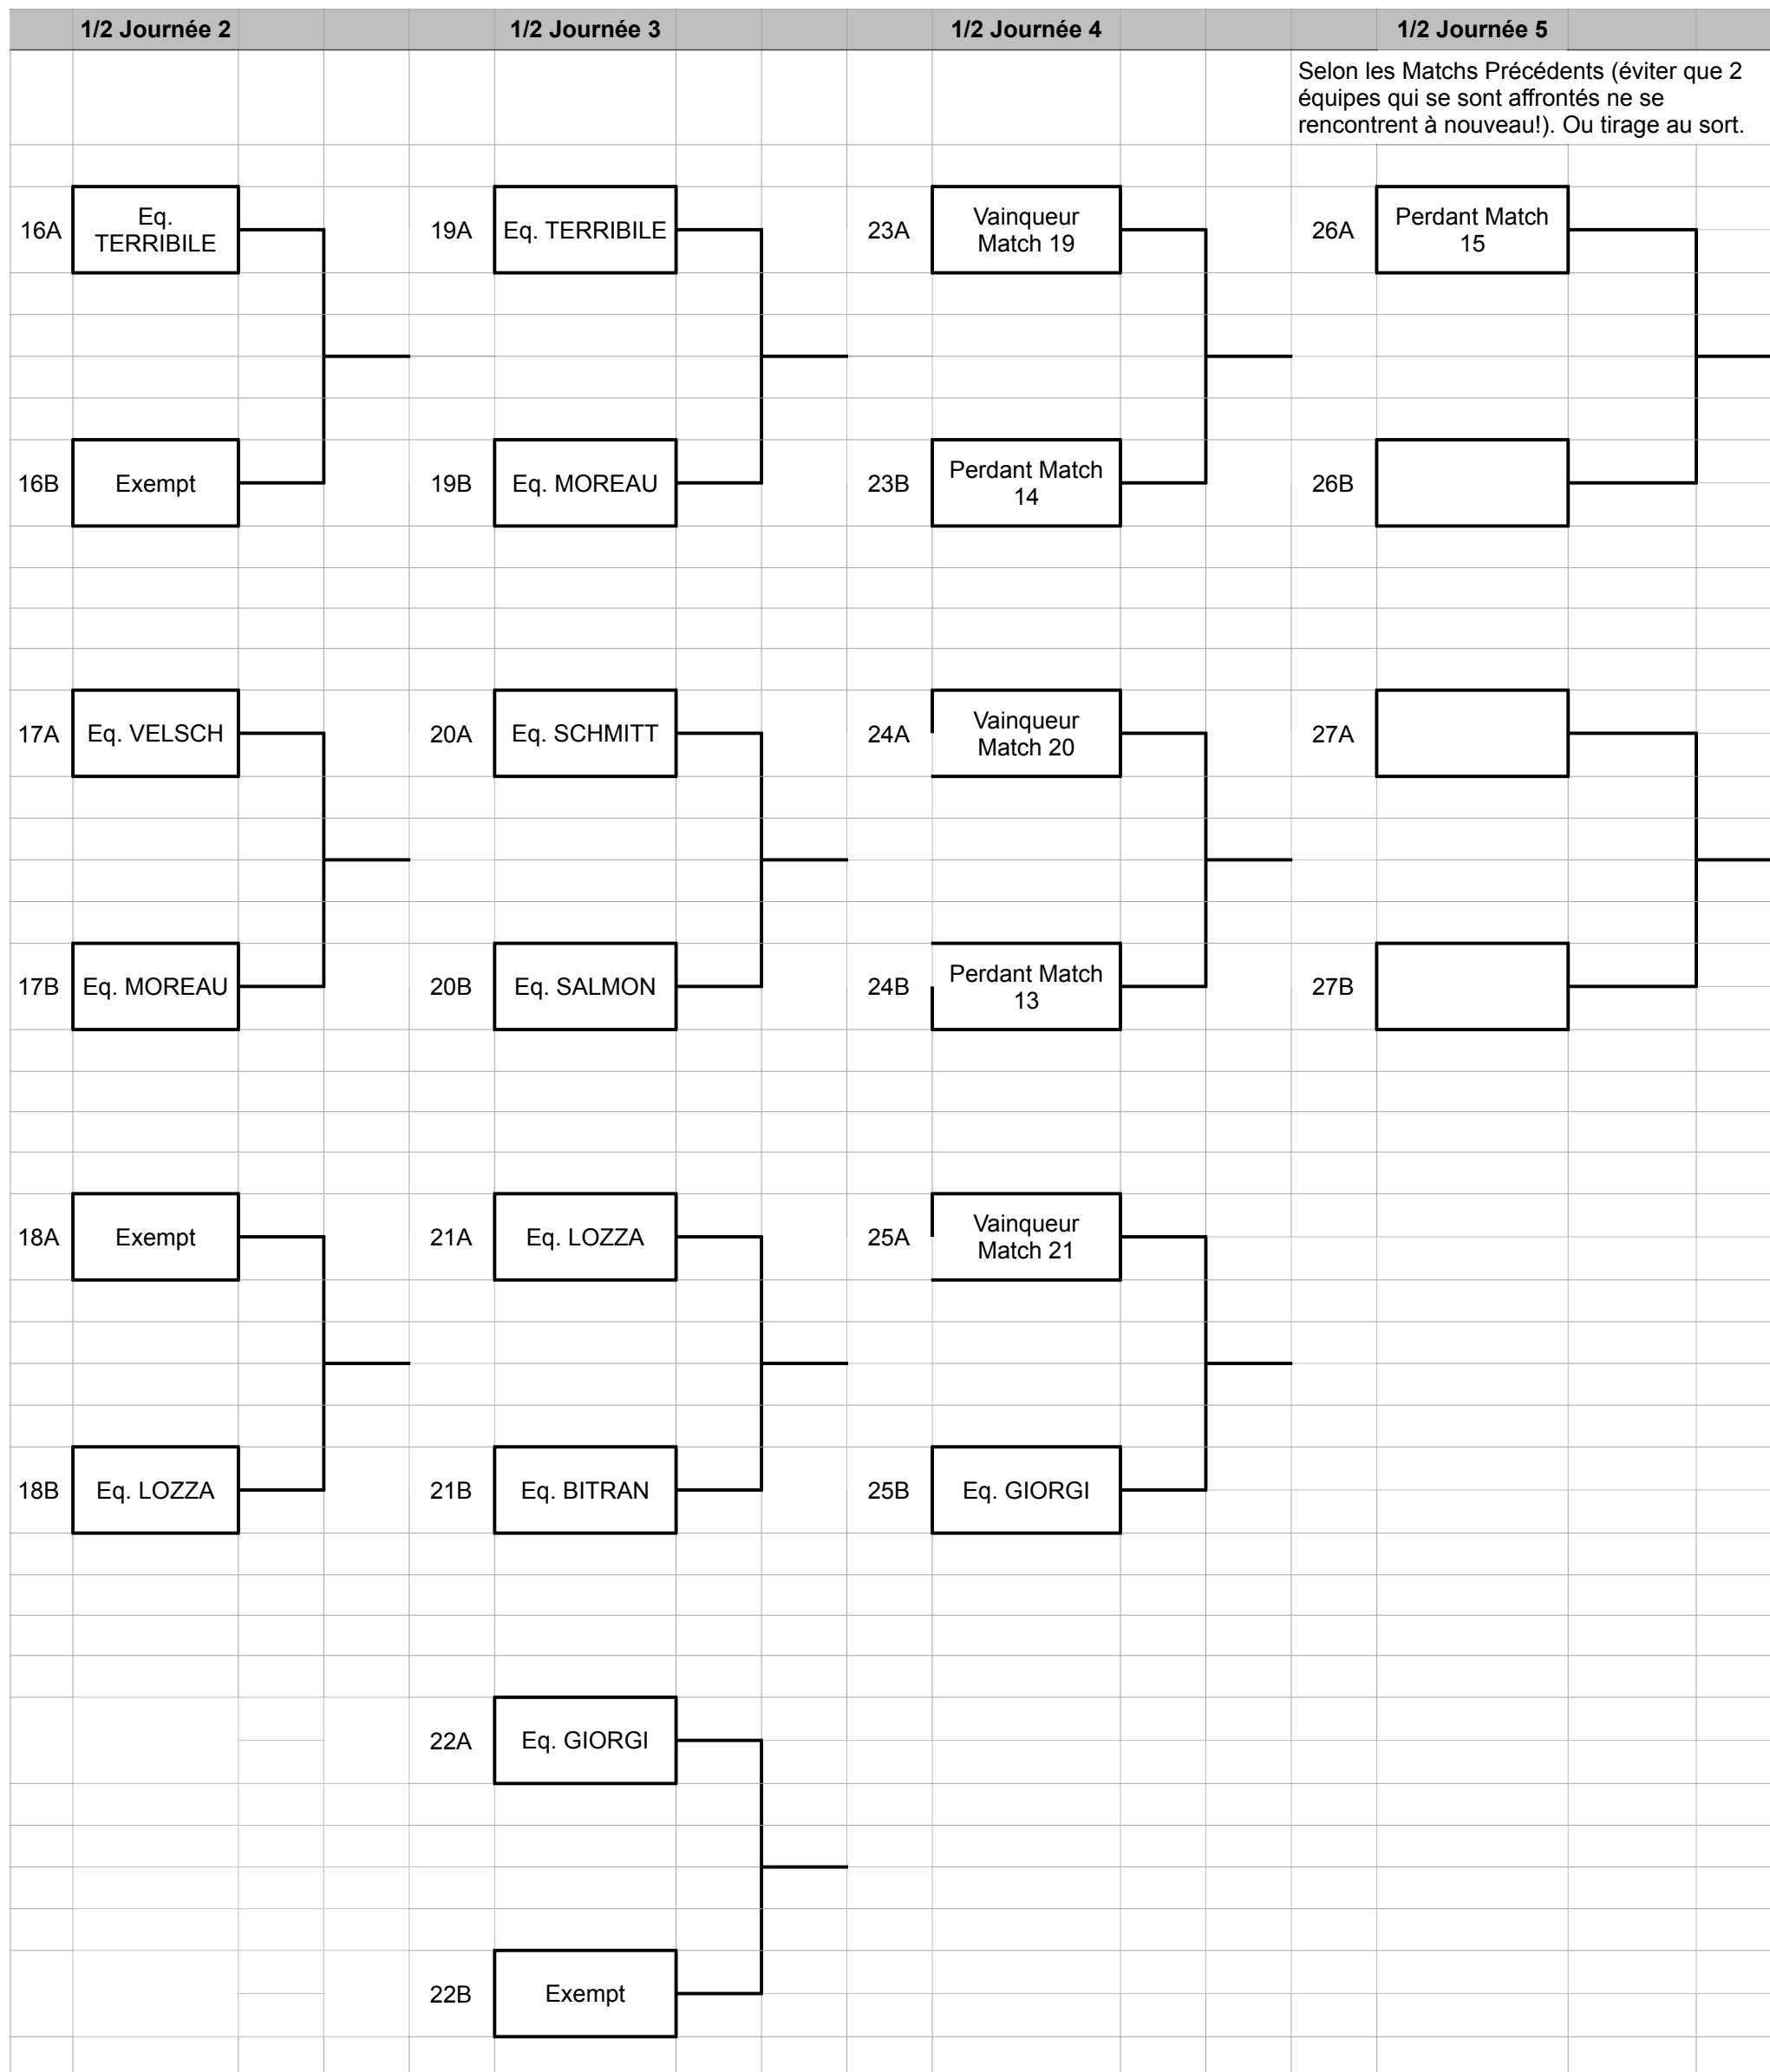 1/2 Journée 2
1/2 Journée 3
1/2 Journée 4
1/2 Journée 5
Selon les Matchs Précédents (éviter que 2
équipes qui se sont affrontés ne se
rencontrent à nouveau!). Ou tirage au sort.
16A
Eq.
TERRIBILE
19A
Eq. TERRIBILE
23A
Vainqueur
Match 19
26A
Perdant Match
15
16B
Exempt
19B
Eq. MOREAU
23B
Perdant Match
14
26B
17A
Eq. VELSCH
20A
Eq. SCHMITT
24A
Vainqueur
Match 20
27A
17B
Eq. MOREAU
20B
Eq. SALMON
24B
Perdant Match
13
27B
18A
Exempt
21A
Eq. LOZZA
25A
Vainqueur
Match 21
18B
Eq. LOZZA
21B
Eq. BITRAN
25B
Eq. GIORGI
22A
Eq. GIORGI
22B
Exempt